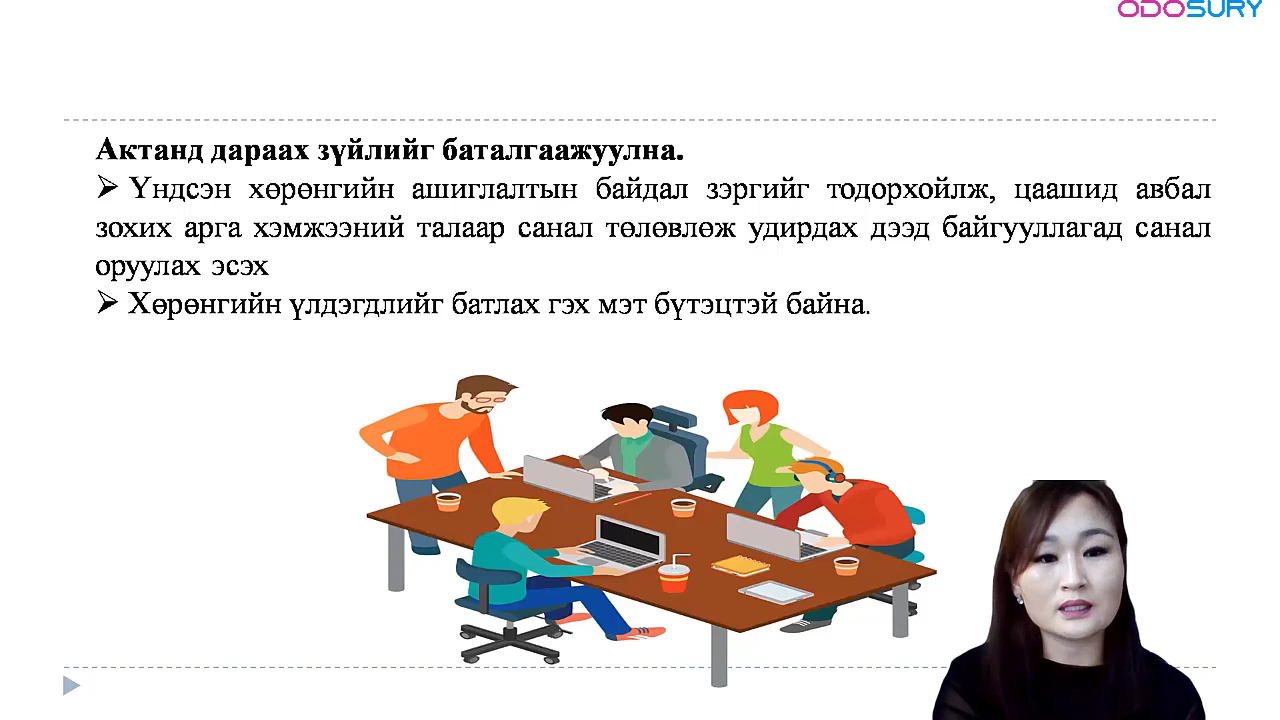 ODOSURY
Актанд дараах зүйлийг баталгаажуулна.
➢ Үндсэн хөрөнгийн ашиглалтын байдал зэргийг тодорхойлж, цаашид авбал
зохих арга хэмжээний талаар санал төлөвлөж удирдах дээд байгууллагад санал
оруулах эсэх
➢ Хөрөнгийн үлдэгдлийг батлах гэх мэт бүтэцтэй байна.